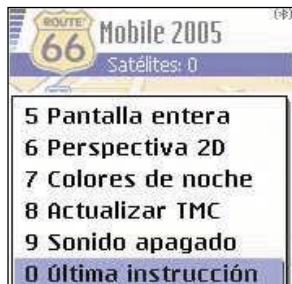 ROUTE
66
Mobile 2005
Satélites: 0
5 Pantalla entera
6 Perspectiva 2D
7 Colores de noche
8 Actualizar TMC
9 Sonido apagado
0 Última instrucción